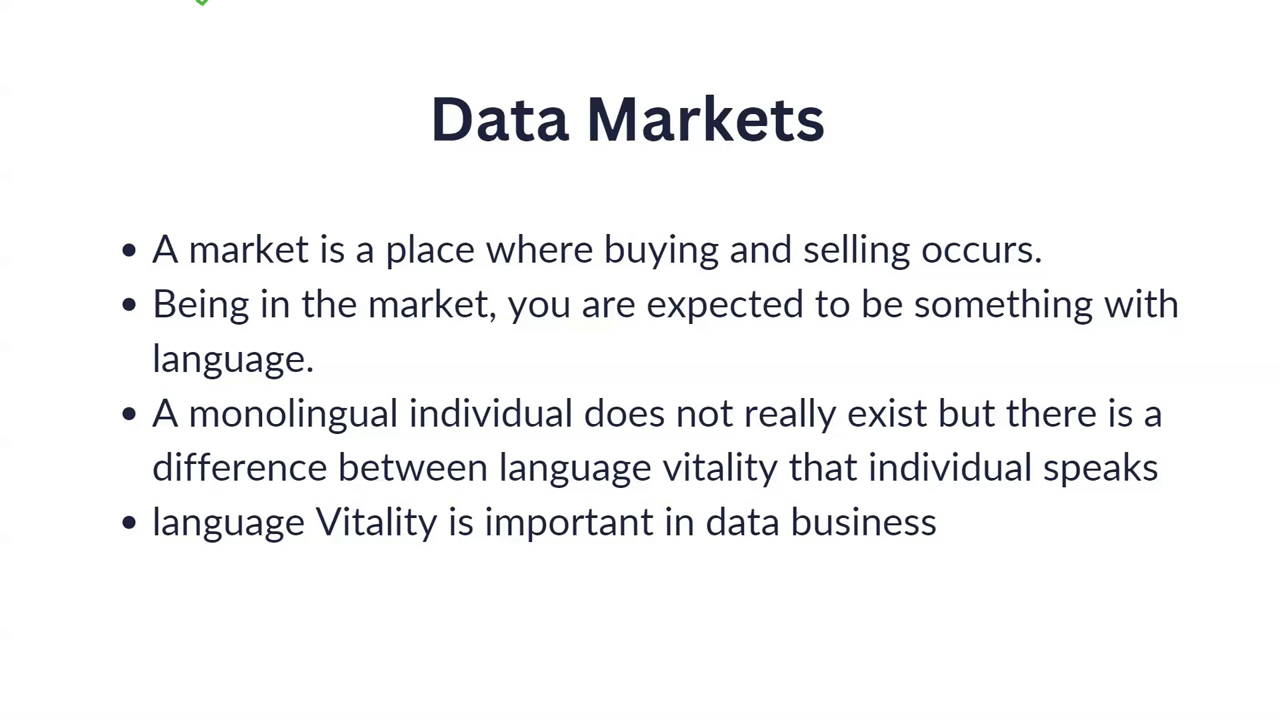 Data Markets
• A market is a place where buying and selling occurs.
• Being in the market, you are expected to be something with
language.
• A monolingual individual does not really exist but there is a
difference between language vitality that individual speaks
• language Vitality is important in data business